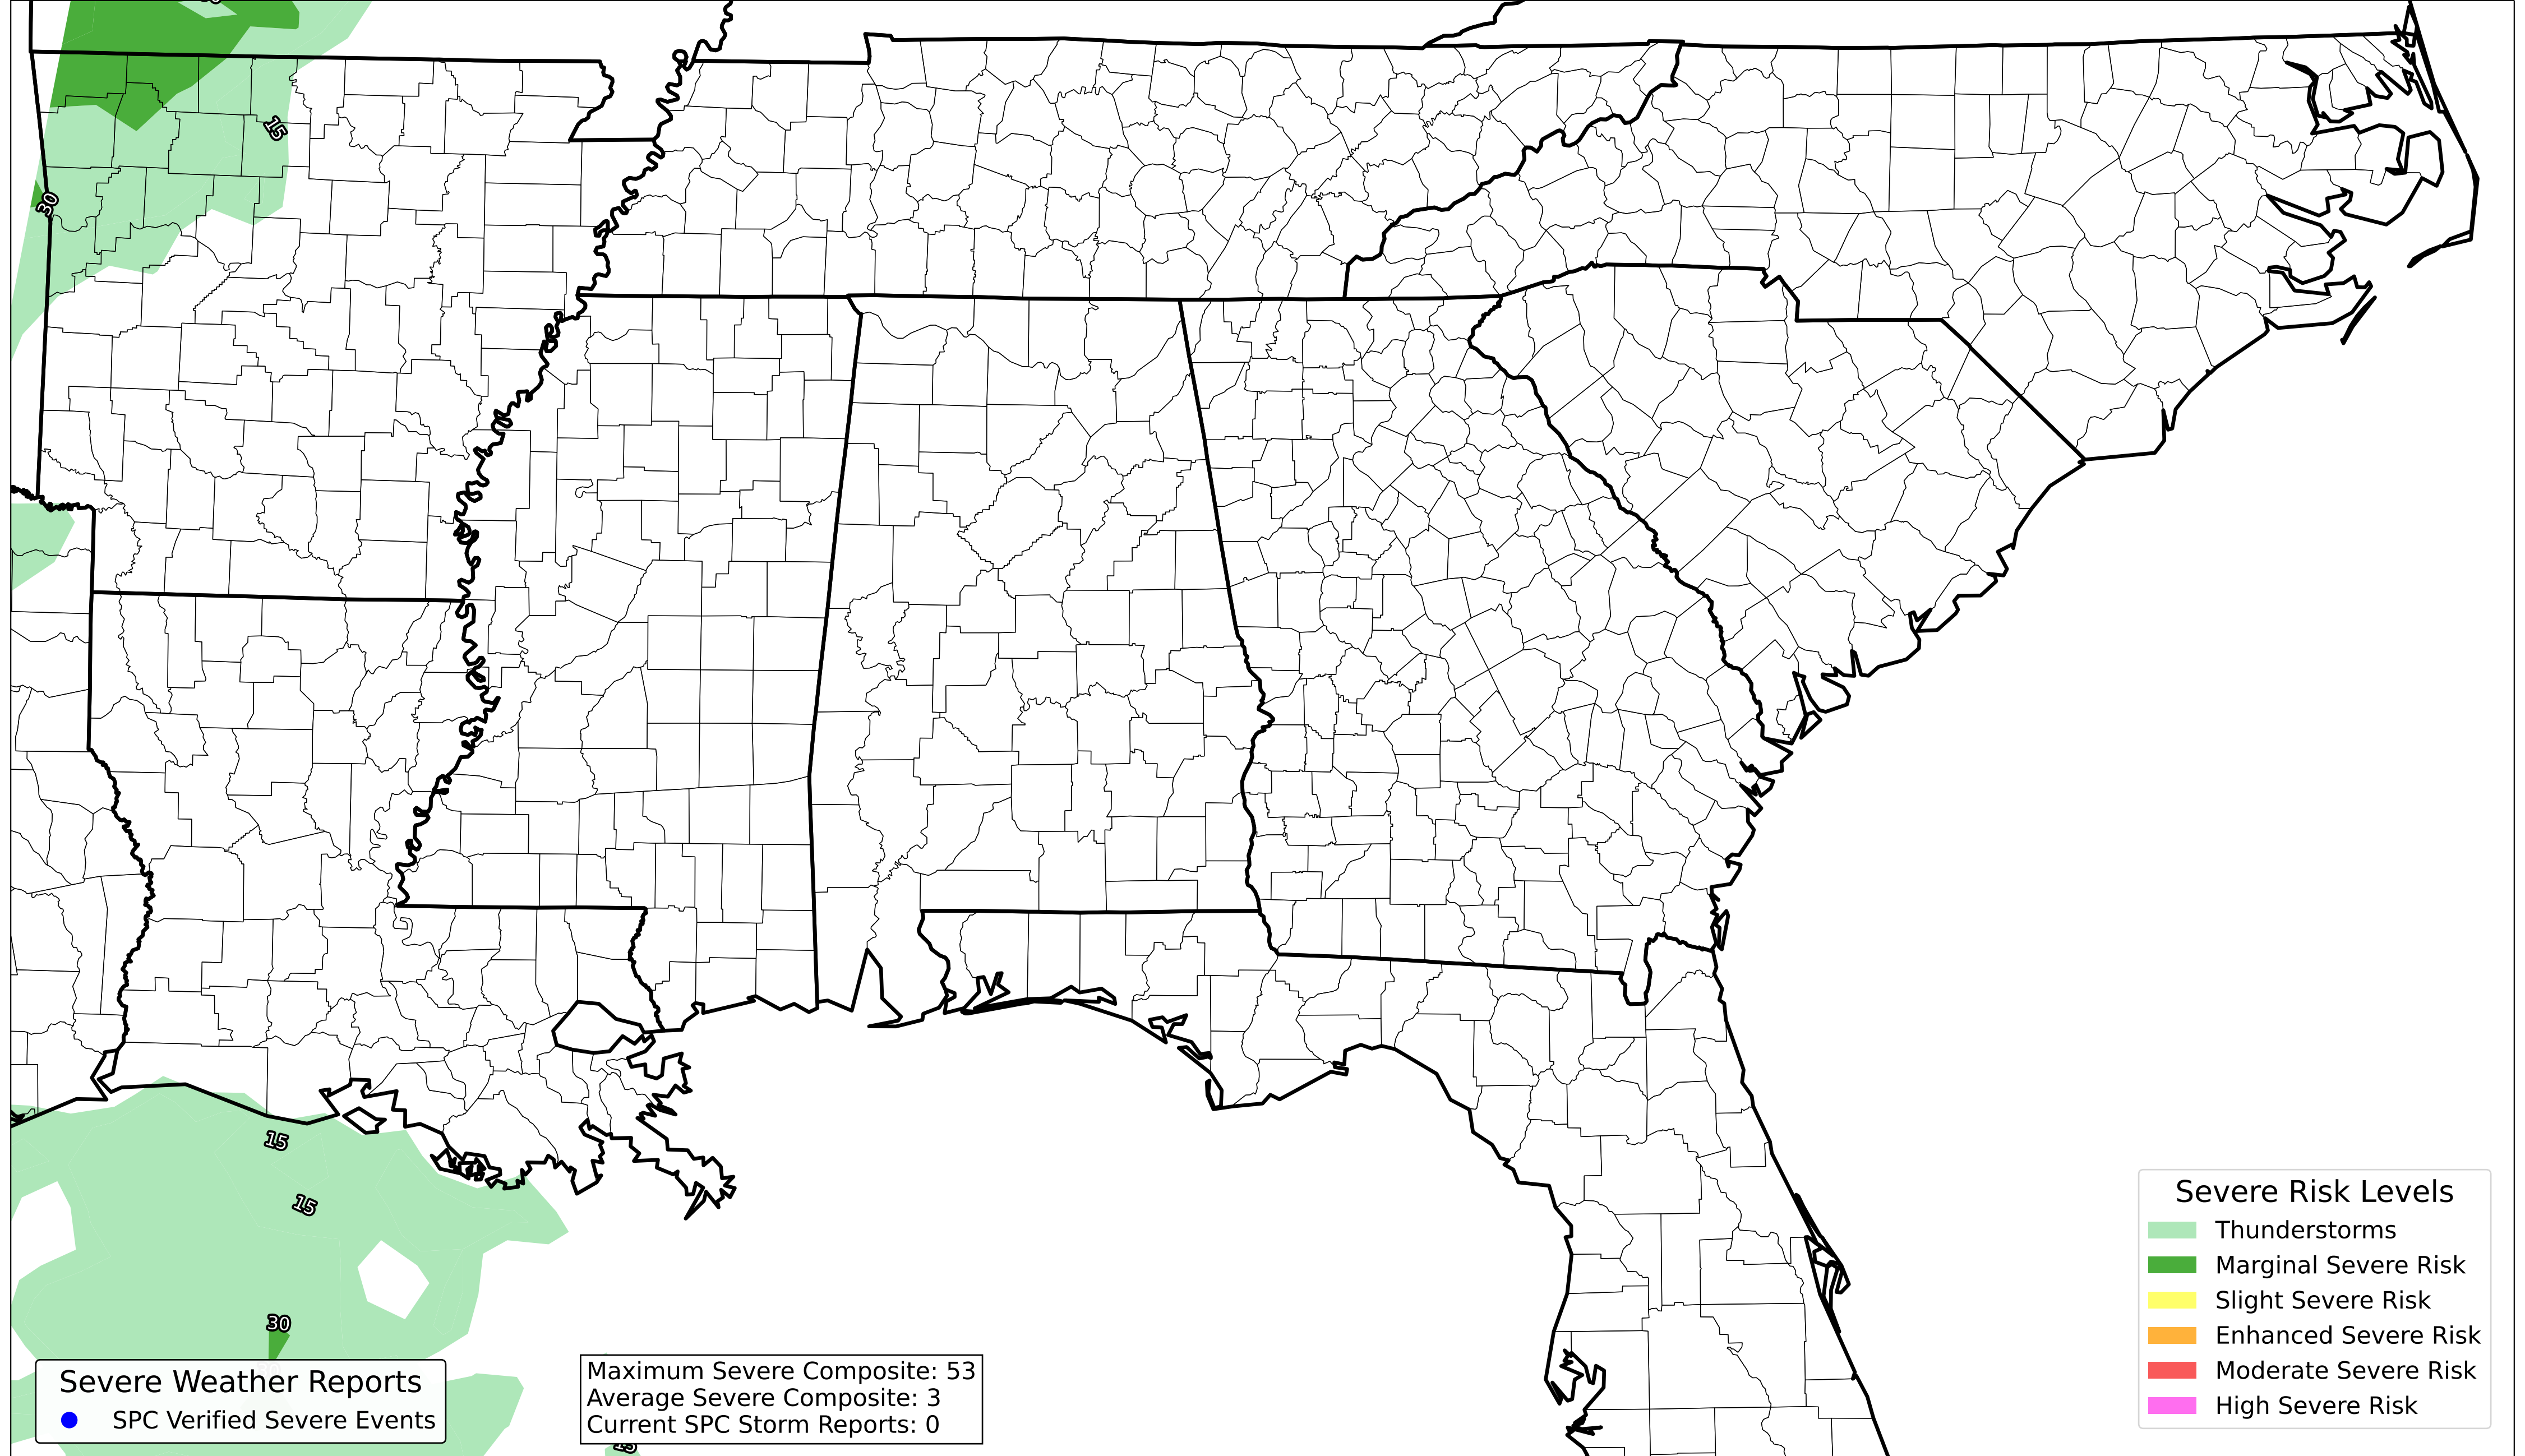 15
30
15
15
30
Severe Weather Reports
SPC Verified Severe Events
Maximum Severe Composite: 53
Average Severe Composite: 3
Current SPC Storm Reports: 0
Severe Risk Levels
Thunderstorms
Marginal Severe Risk
Slight Severe Risk
Enhanced Severe Risk
Moderate Severe Risk
High Severe Risk